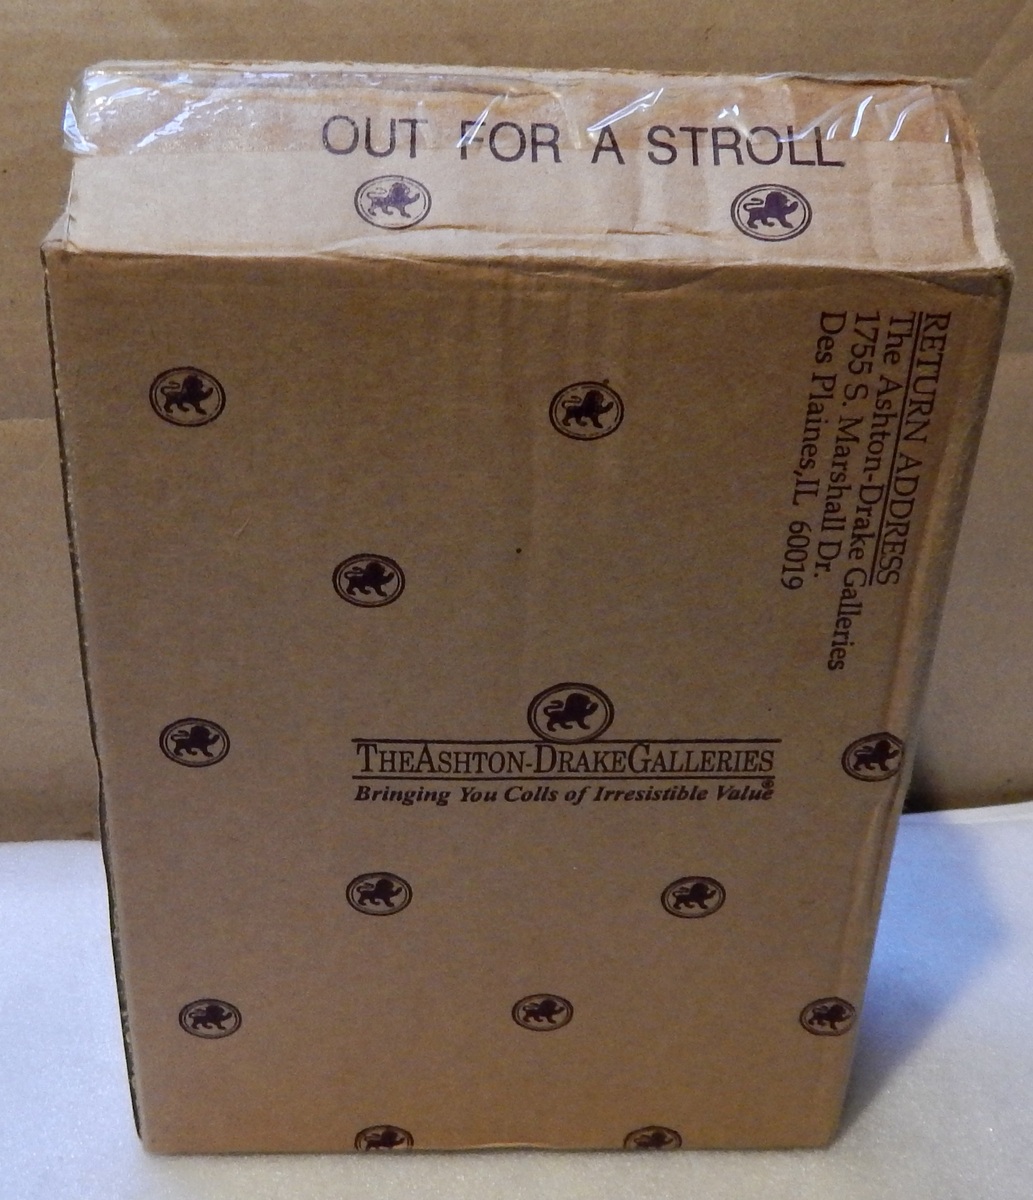 OUT FOR A STROLL
RETURN ADDRESS
The Ashton-Drake Galleries
1755 S. Marshall Dr.
Des Plaines,IL 60019
THEASHTON-DRAKEGALLERIES
Bringing You Colls of Irresistible Value®